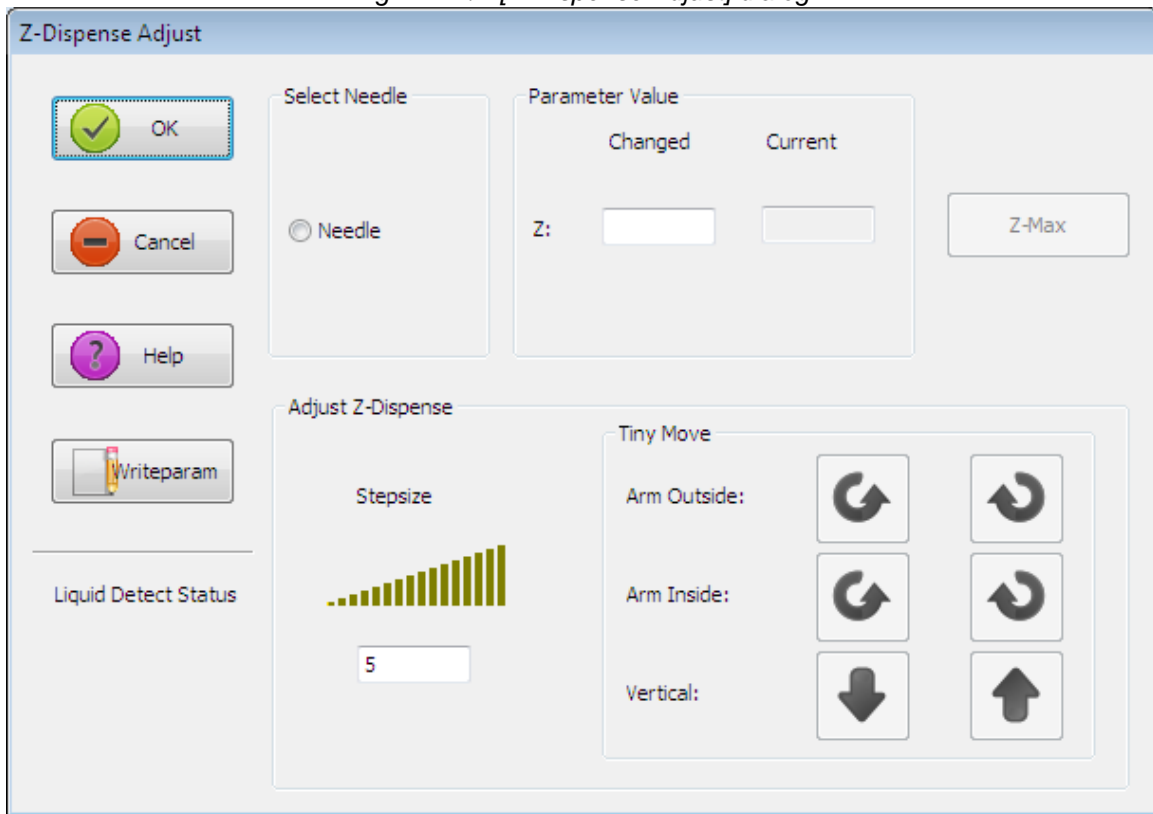 Z-Dispense Adjust
OK
Cancel
Help
Writeparam
Liquid Detect Status
Select Needle
Needle
Parameter Value
Changed Current
Z:
Z-Max
Adjust Z-Dispense
Stepsize
5
Tiny Move
Arm Outside:
Arm Inside:
Vertical: